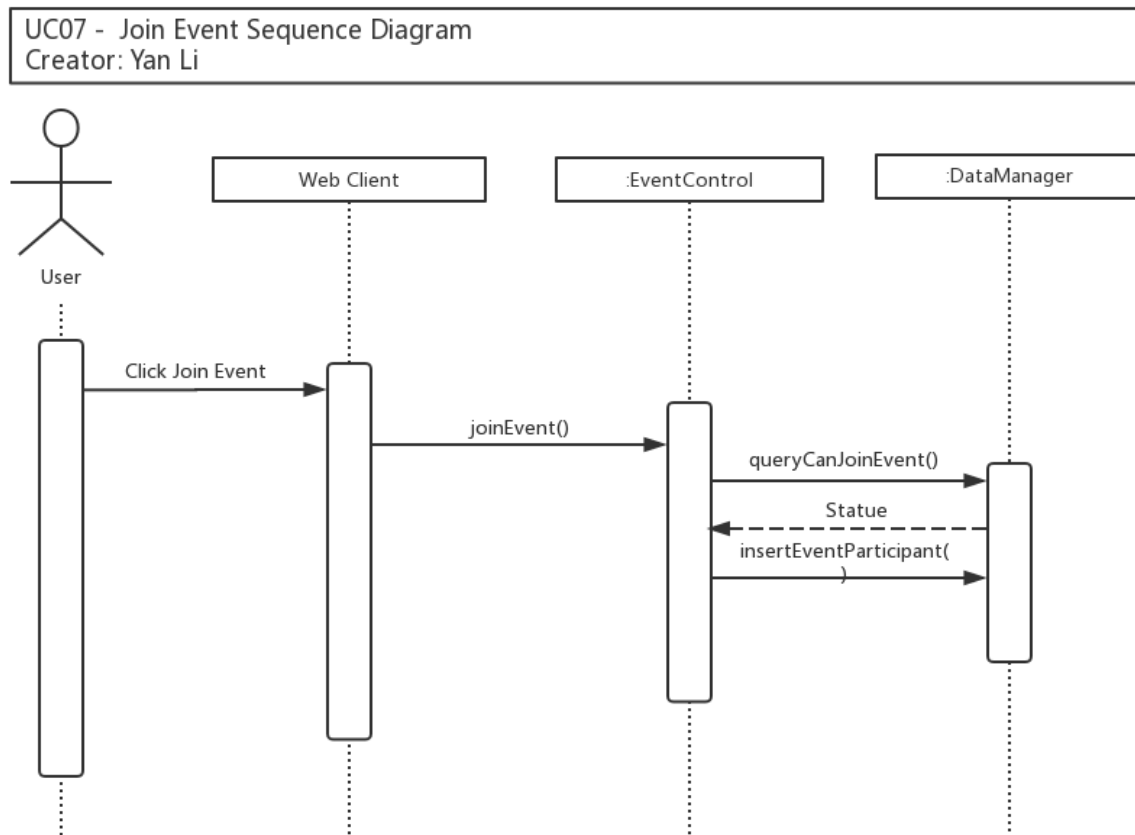 UC07 - Join Event Sequence Diagram
Creator: Yan Li
Web Client
:EventControl
:DataManager
User
Click Join Event
joinEvent()
queryCanJoinEvent()
Statue
insertEventParticipant(
)